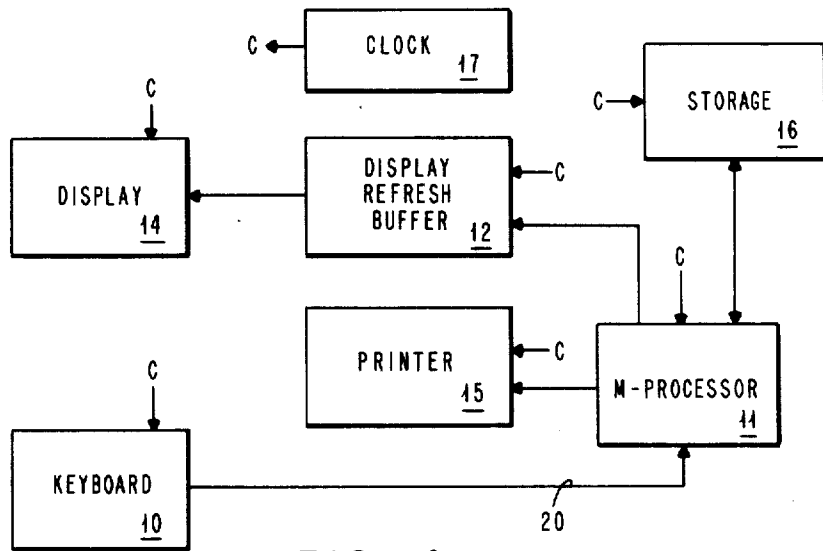 C
CLOCK
17
C
STORAGE
16
C
DISPLAY
14
DISPLAY
REFRESH
BUFFER
12
C
C
PRINTER
15
C
M-PROCESSOR
11
C
KEYBOARD
10
20